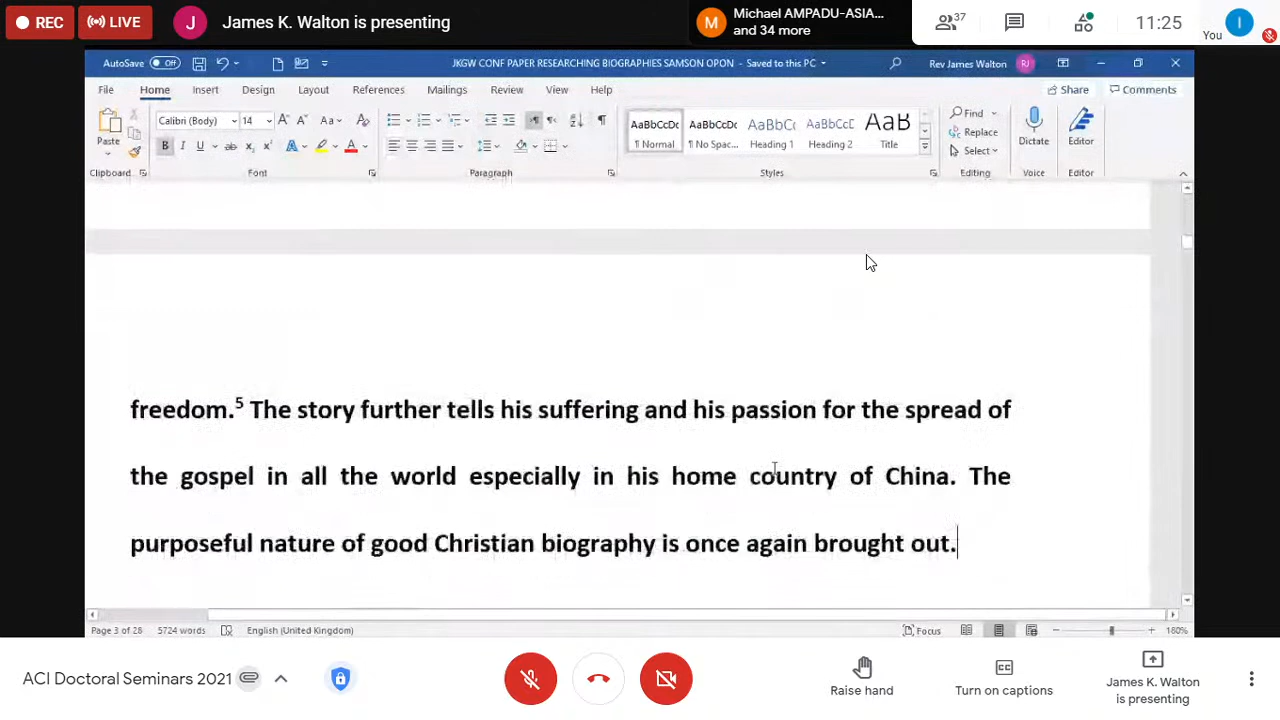 REC
LIVE
J
James K. Walton is presenting
M
Michael AMPADU-ASIA...
and 34 more
37
11:25
You
I
AutoSave Off
JKGW CONF PAPER RESEARCHING BIOGRAPHIES SAMSON OPON - Saved to this PC
Rev James Walton
RJ
File Home Insert Design Layout References Mailings Review View Help
Share
Comments
Paste
Calibri (Body) 14
Aa
B I U ab x₂ x²
AaBbCcDc AaBbCcDc AaBbCc AaBbCcD AaB
¶ Normal ¶ No Spac... Heading 1 Heading 2 Title
Find
Replace
Select
Dictate
Editor
Clipboard Font Paragraph Styles Editing Voice Editor
freedom.⁵ The story further tells his suffering and his passion for the spread of
the gospel in all the world especially in his home country of China. The
purposeful nature of good Christian biography is once again brought out.
Page 3 of 28 5724 words English (United Kingdom) Focus 180%
ACI Doctoral Seminars 2021
Raise hand
Turn on captions
James K. Walton
is presenting